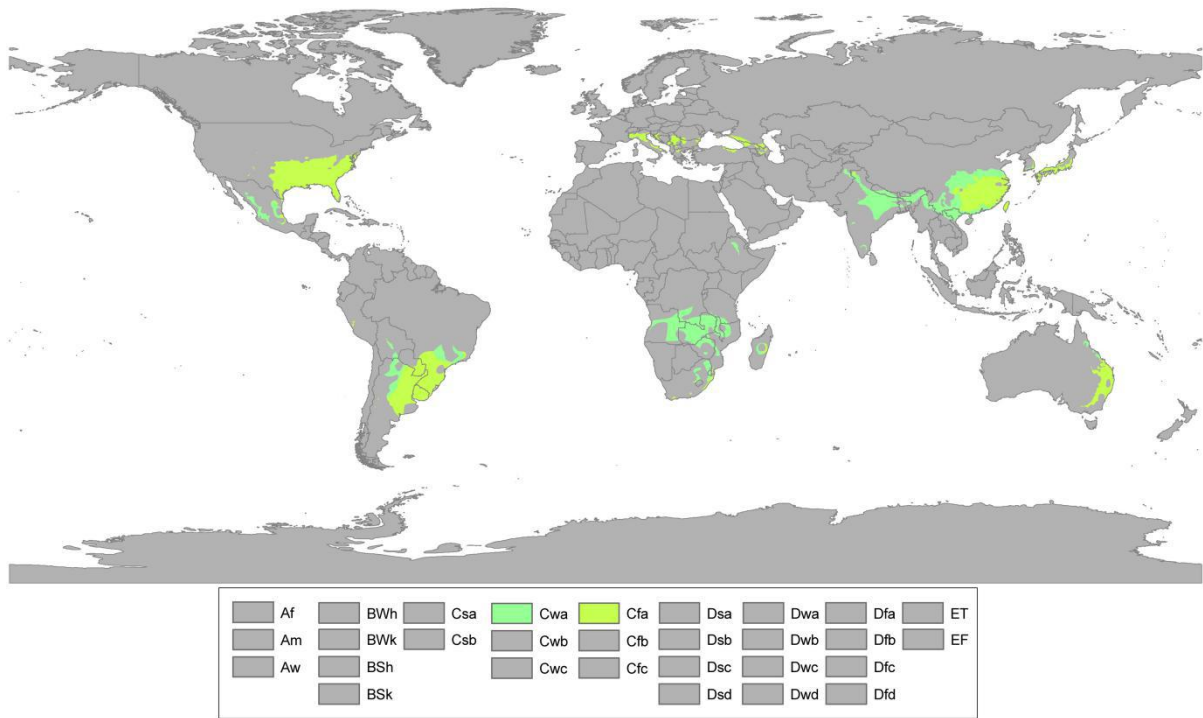 Af BWh Csa Cwa Cfa Dsa Dwa Dfa ET
Am BWk Csb Cwb Cfb Dsb Dwb Dfb EF
Aw BSh Cwc Cfc Dsc Dwc Dfc
BSk Dsd Dwd Dfd